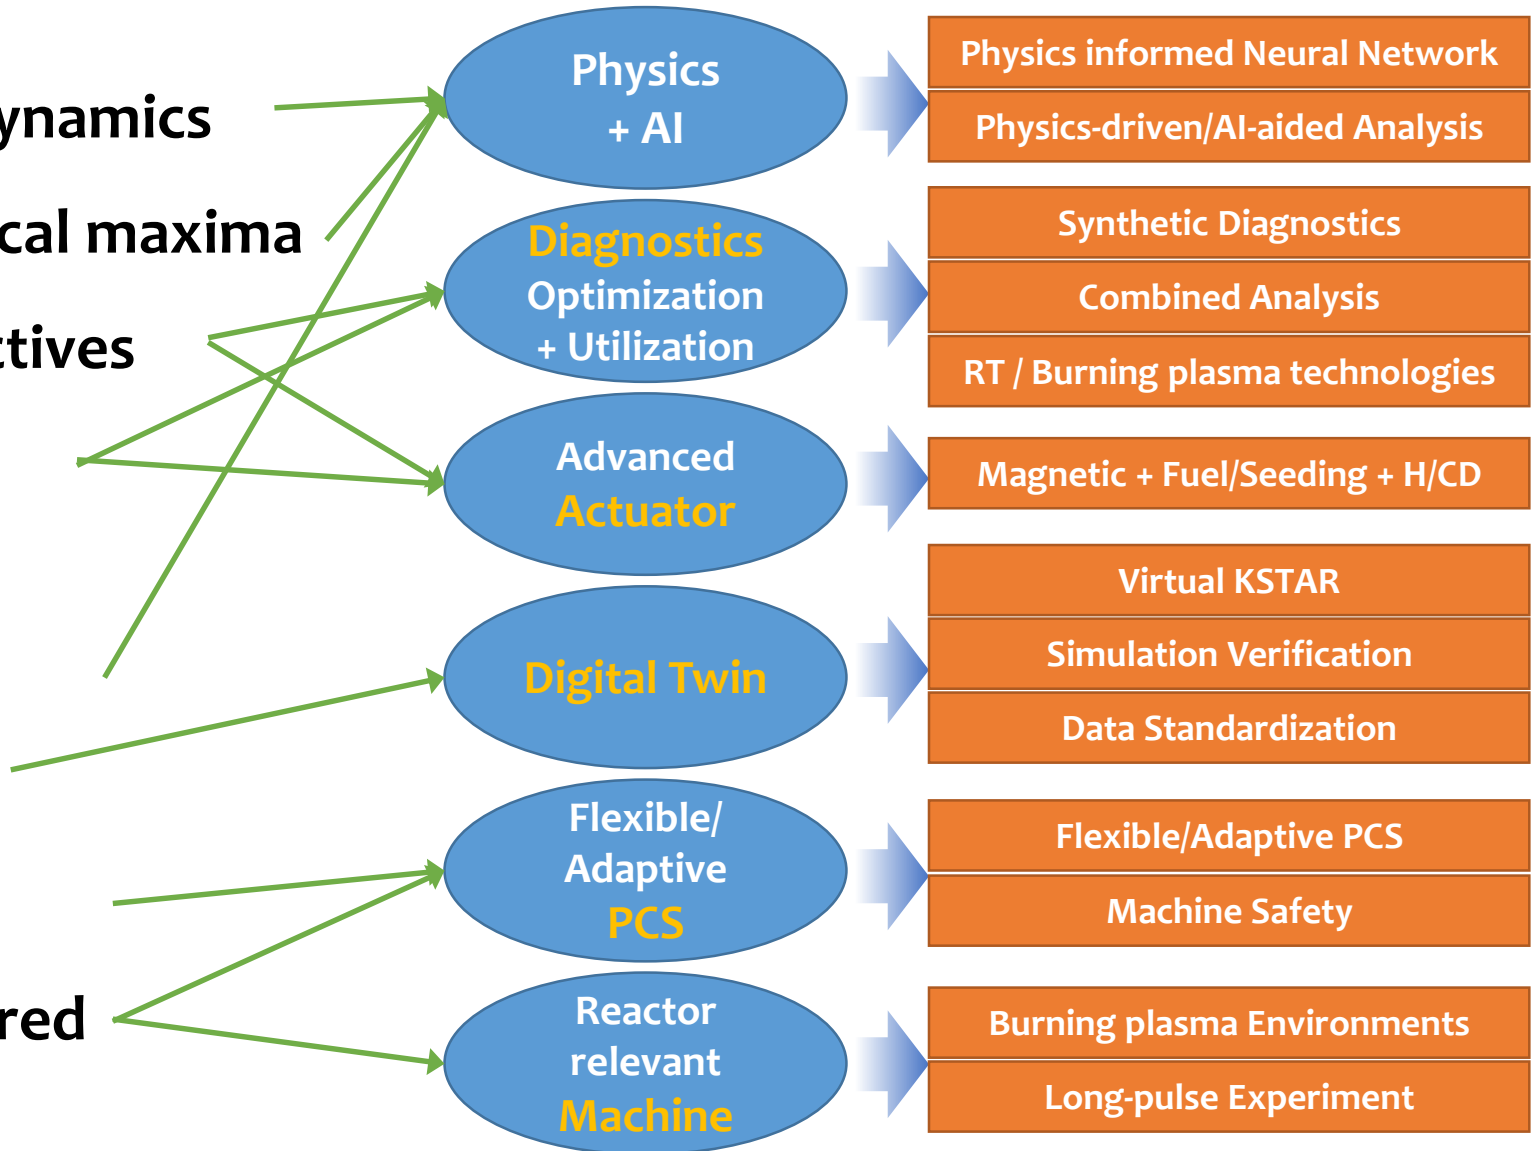 ynamics
cal maxima
ctives
red
Physics
+ AI
Diagnostics
Optimization
+ Utilization
Advanced
Actuator
Digital Twin
Flexible/
Adaptive
PCS
Reactor
relevant
Machine
Physics informed Neural Network
Physics-driven/AI-aided Analysis
Synthetic Diagnostics
Combined Analysis
RT / Burning plasma technologies
Magnetic + Fuel/Seeding + H/CD
Virtual KSTAR
Simulation Verification
Data Standardization
Flexible/Adaptive PCS
Machine Safety
Burning plasma Environments
Long-pulse Experiment